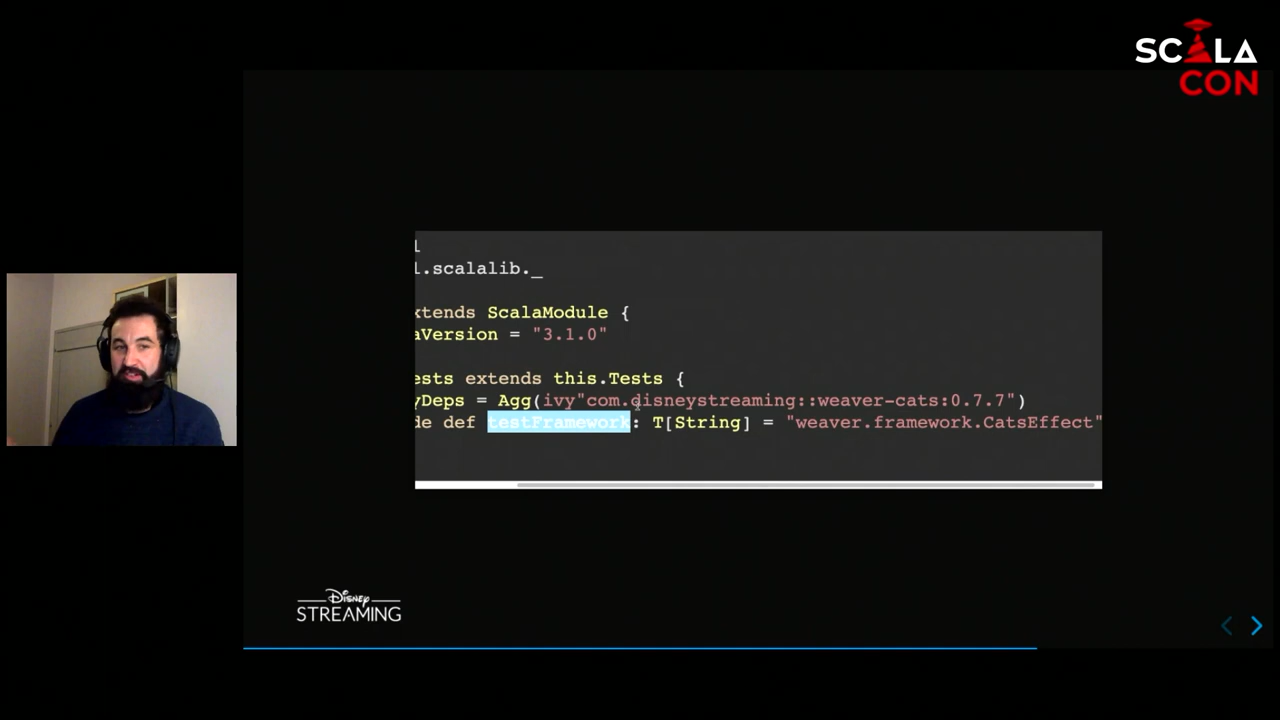 SCALA
CON
l
l.scalalib._
xtends ScalaModule {
aVersion = "3.1.0"
ests extends this.Tests {
yDeps = Agg(ivy"com.disneystreaming::weaver-cats:0.7.7")
de def testFramework: T[String] = "weaver.framework.CatsEffect"
Disney
STREAMING